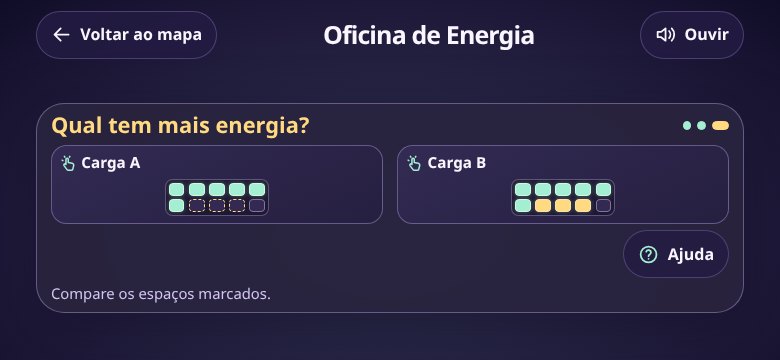 Voltar ao mapa
Oficina de Energia
Ouvir
Qual tem mais energia?
Carga A
Carga B
Ajuda
Compare os espaços marcados.